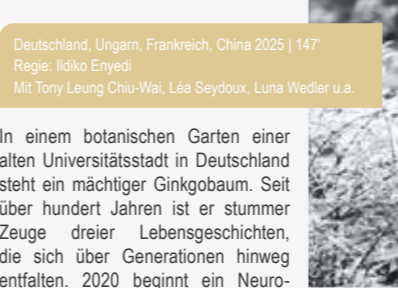 Deutschland, Ungarn, Frankreich, China 2025 | 147'
Regie: Ildiko Enyedi
Mit Tony Leung Chiu-Wai, Léa Seydoux, Luna Wedler u.a.
In einem botanischen Garten einer
alten Universitätsstadt in Deutschland
steht ein mächtiger Ginkgobaum. Seit
über hundert Jahren ist er stummer
Zeuge dreier Lebensgeschichten,
die sich über Generationen hinweg
entfalten. 2020 beginnt ein Neuro-